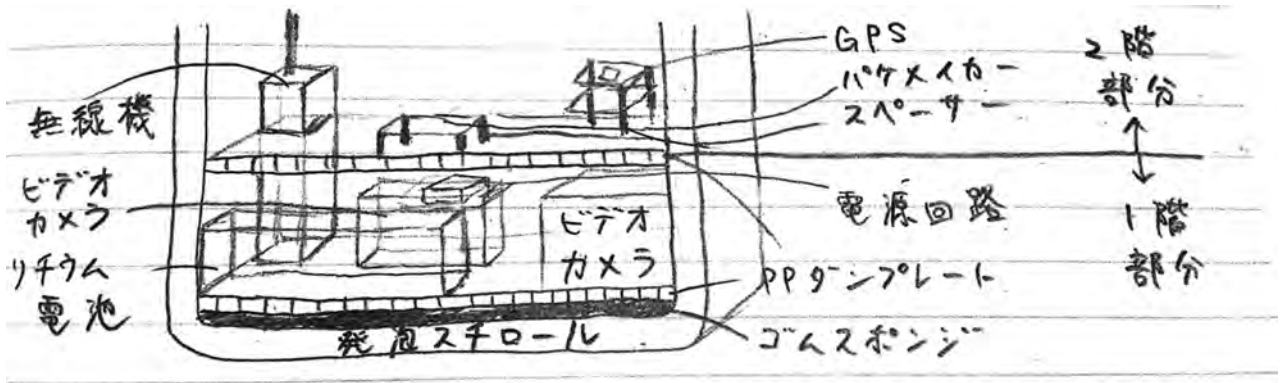 GPS
パケメイカー
スペーサー
2階
部分
無線機
ビデオ
カメラ
リチウム
電池
ビデオ
カメラ
電源回路
1階
部分
PPダンプレート
ゴムスポンジ
発泡スチロール